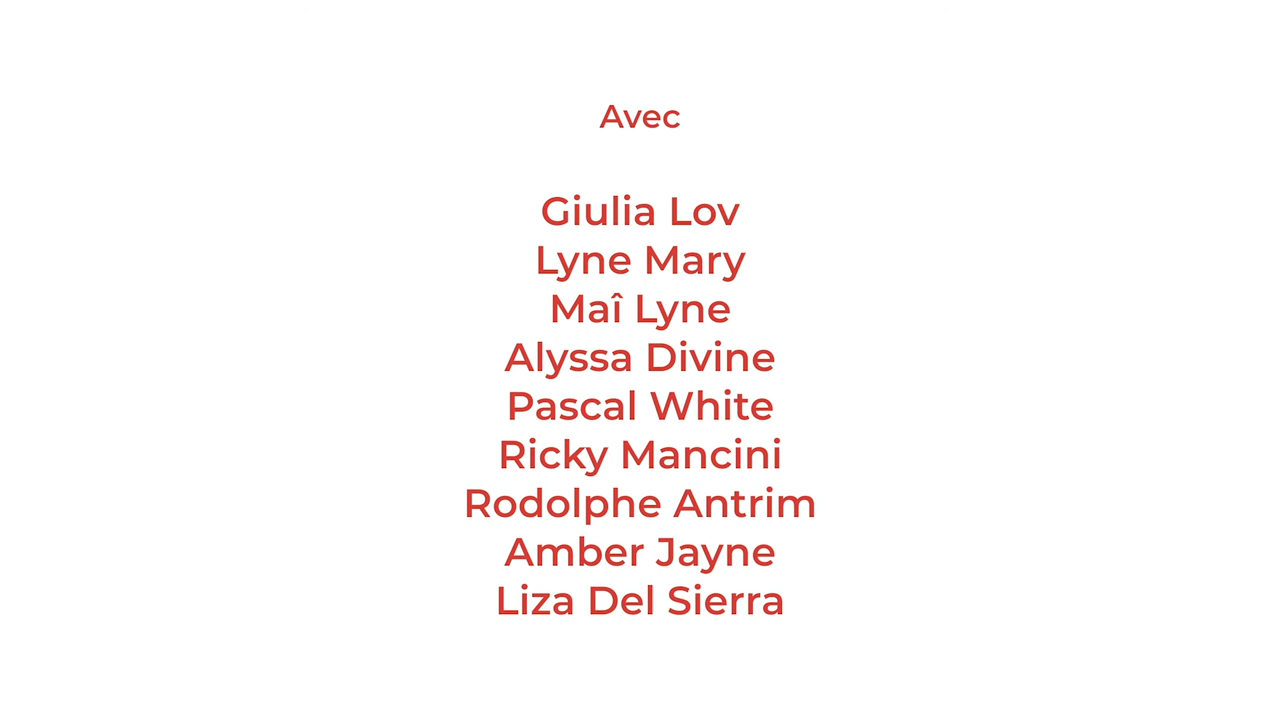 Avec
Giulia Lov
Lyne Mary
Maî Lyne
Alyssa Divine
Pascal White
Ricky Mancini
Rodolphe Antrim
Amber Jayne
Liza Del Sierra